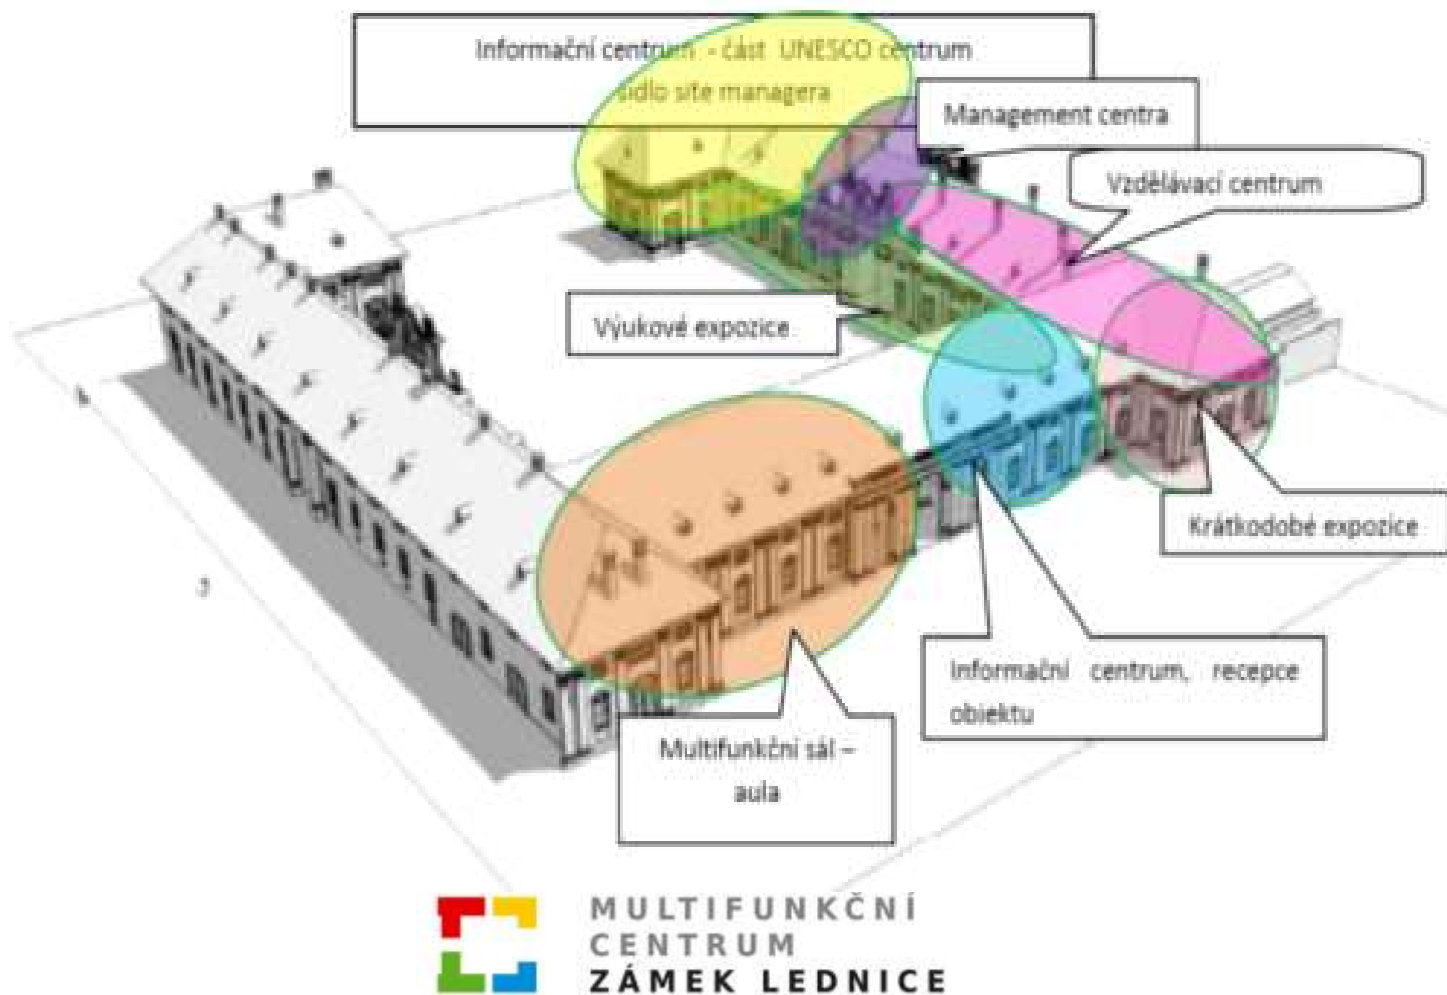 Informační centrum - část UNESCO centrum
sídlo site managera
Management centra
Vzdělávací centrum
Výukové expozice
Krátkodobé expozice
Informační centrum, recepce
obiektu
Multifunkční sál –
aula
MULTIFUNKČNÍ
CENTRUM
ZÁMEK LEDNICE